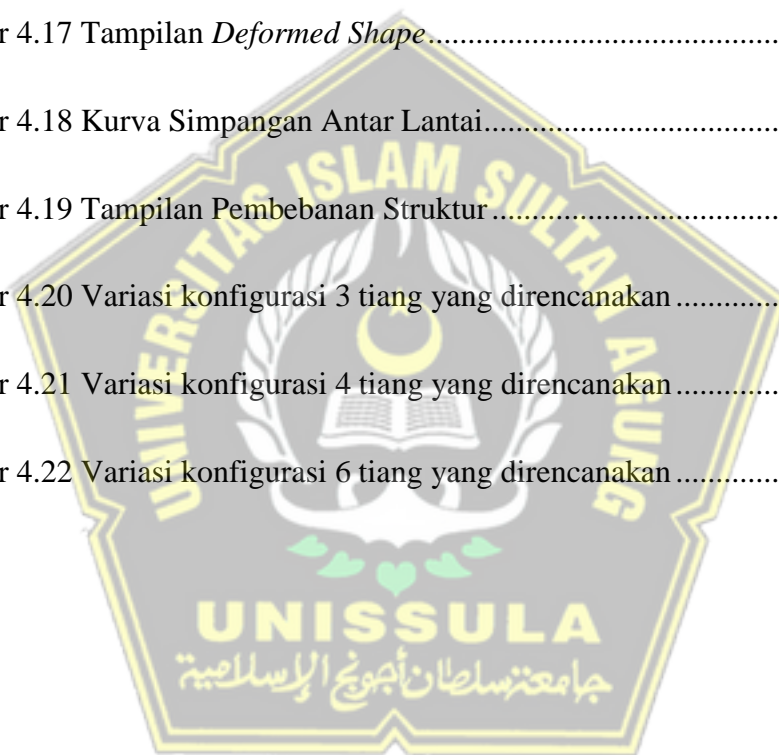 r 4.17 Tampilan Deformed Shape........................................................
r 4.18 Kurva Simpangan Antar Lantai..............................................
UNIVERSITAS ISLAM SULTAN AGUNG
r 4.19 Tampilan Pembebanan Struktur.............................................
r 4.20 Variasi konfigurasi 3 tiang yang direncanakan................
r 4.21 Variasi konfigurasi 4 tiang yang direncanakan................
r 4.22 Variasi konfigurasi 6 tiang yang direncanakan................
UNISSULA
جامعة سلطان أجونج الإسلامية